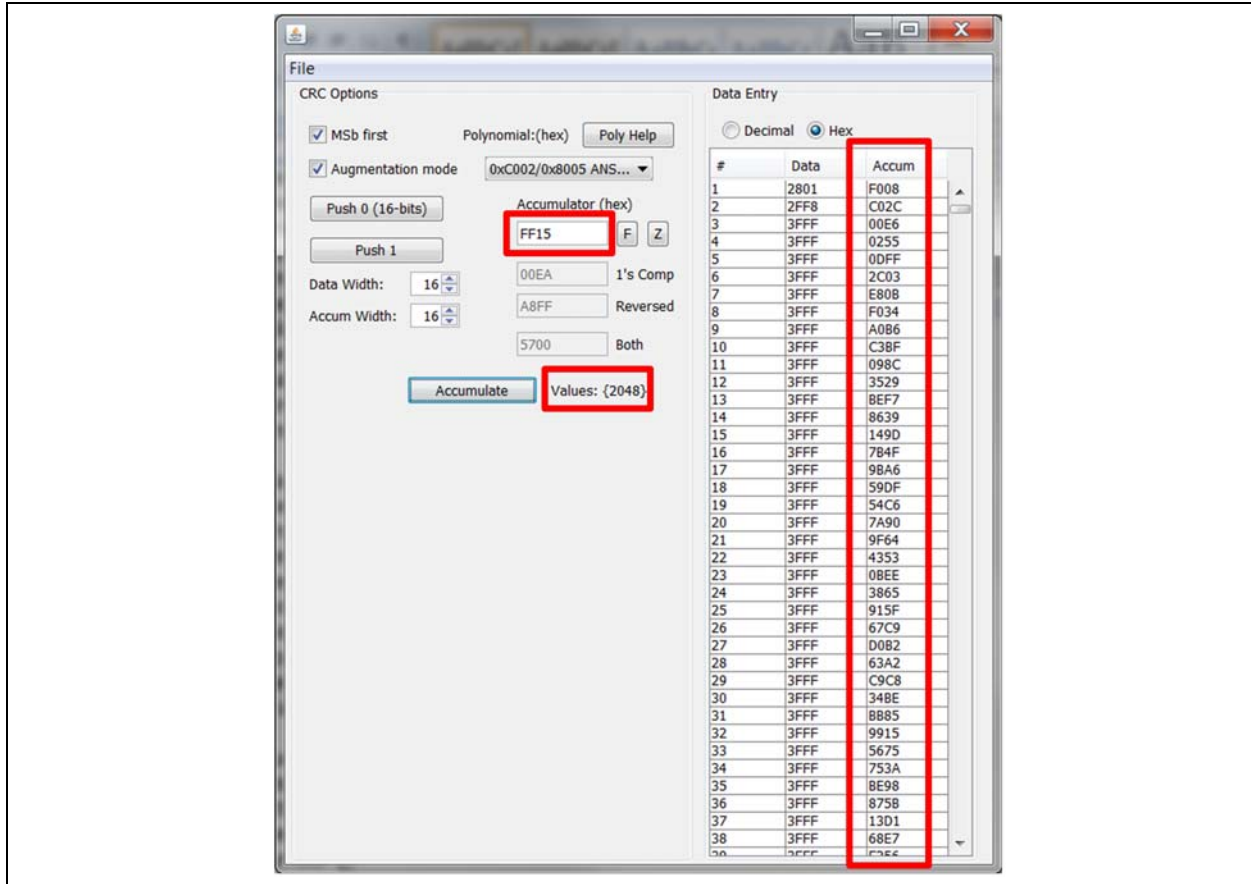 File
CRC Options
MSb first
Polynomial:(hex)
Poly Help
Augmentation mode
0xC002/0x8005 ANS...
Push 0 (16-bits)
Accumulator (hex)
FF15
F
Z
Push 1
00EA
1's Comp
Data Width:
16
A8FF
Reversed
Accum Width:
16
5700
Both
Accumulate
Values: {2048}
Data Entry
Decimal
Hex
# Data Accum
1 2801 F008
2 2FF8 C02C
3 3FFF 00E6
4 3FFF 0255
5 3FFF 0DFF
6 3FFF 2C03
7 3FFF E80B
8 3FFF F034
9 3FFF A0B6
10 3FFF C3BF
11 3FFF 098C
12 3FFF 3529
13 3FFF BEF7
14 3FFF 8639
15 3FFF 149D
16 3FFF 7B4F
17 3FFF 9BA6
18 3FFF 59DF
19 3FFF 54C6
20 3FFF 7A90
21 3FFF 9F64
22 3FFF 4353
23 3FFF 0BEE
24 3FFF 3865
25 3FFF 915F
26 3FFF 67C9
27 3FFF D0B2
28 3FFF 63A2
29 3FFF C9C8
30 3FFF 34BE
31 3FFF BB85
32 3FFF 9915
33 3FFF 5675
34 3FFF 753A
35 3FFF BE98
36 3FFF 875B
37 3FFF 13D1
38 3FFF 68E7